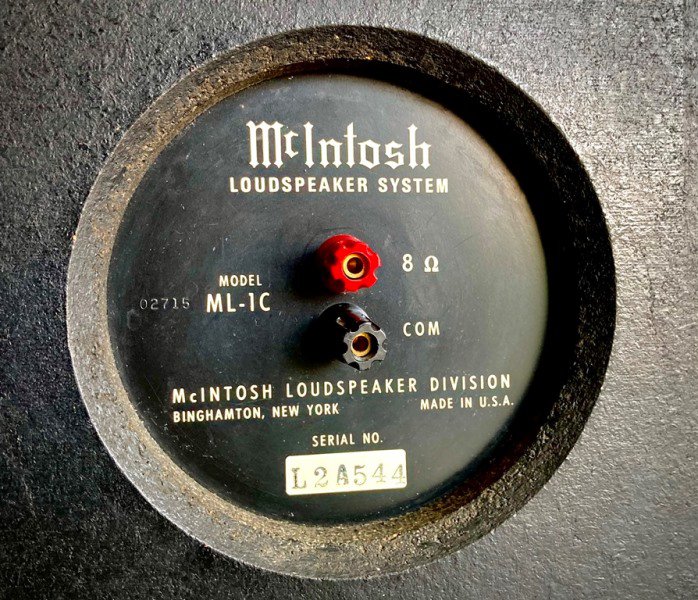 McIntosh
LOUDSPEAKER SYSTEM
8 Ω
MODEL
02715 ML-1C
COM
McINTOSH LOUDSPEAKER DIVISION
BINGHAMTON, NEW YORK MADE IN U.S.A.
SERIAL NO.
L2A544